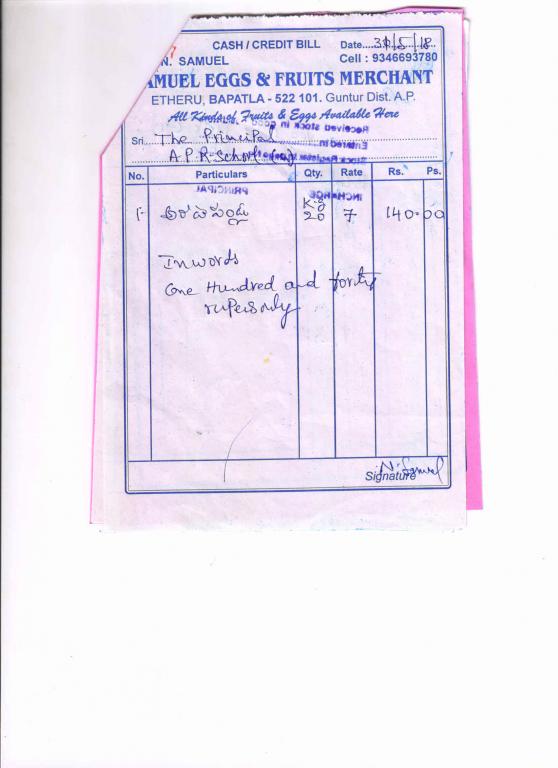 CASH / CREDIT BILL Date....31/5/18
N. SAMUEL Cell : 9346693780
AMUEL EGGS & FRUITS MERCHANT
ETHERU, BAPATLA - 522 101. Guntur Dist. A.P.
All Kinds of Fruits & Eggs Available Here
Sri The Principal
A.P.R. School
No. Particulars Qty. Rate Rs. Ps.
PRINCIPAL INCHARGE
1- Kg 20 7 140.00
Inwords
One Hundred and forty
rupees only
N. Samuel
Signature